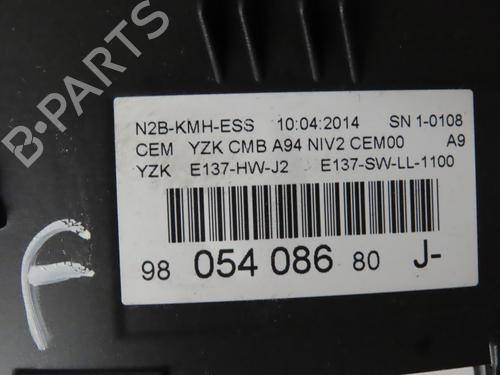 B-PARTS
N2B-KMH-ESS 10:04:2014 SN 1-0108
CEM YZK CMB A94 NIV2 CEM00 A9
YZK E137-HW-J2 E137-SW-LL-1100
98 054 086 80 J-